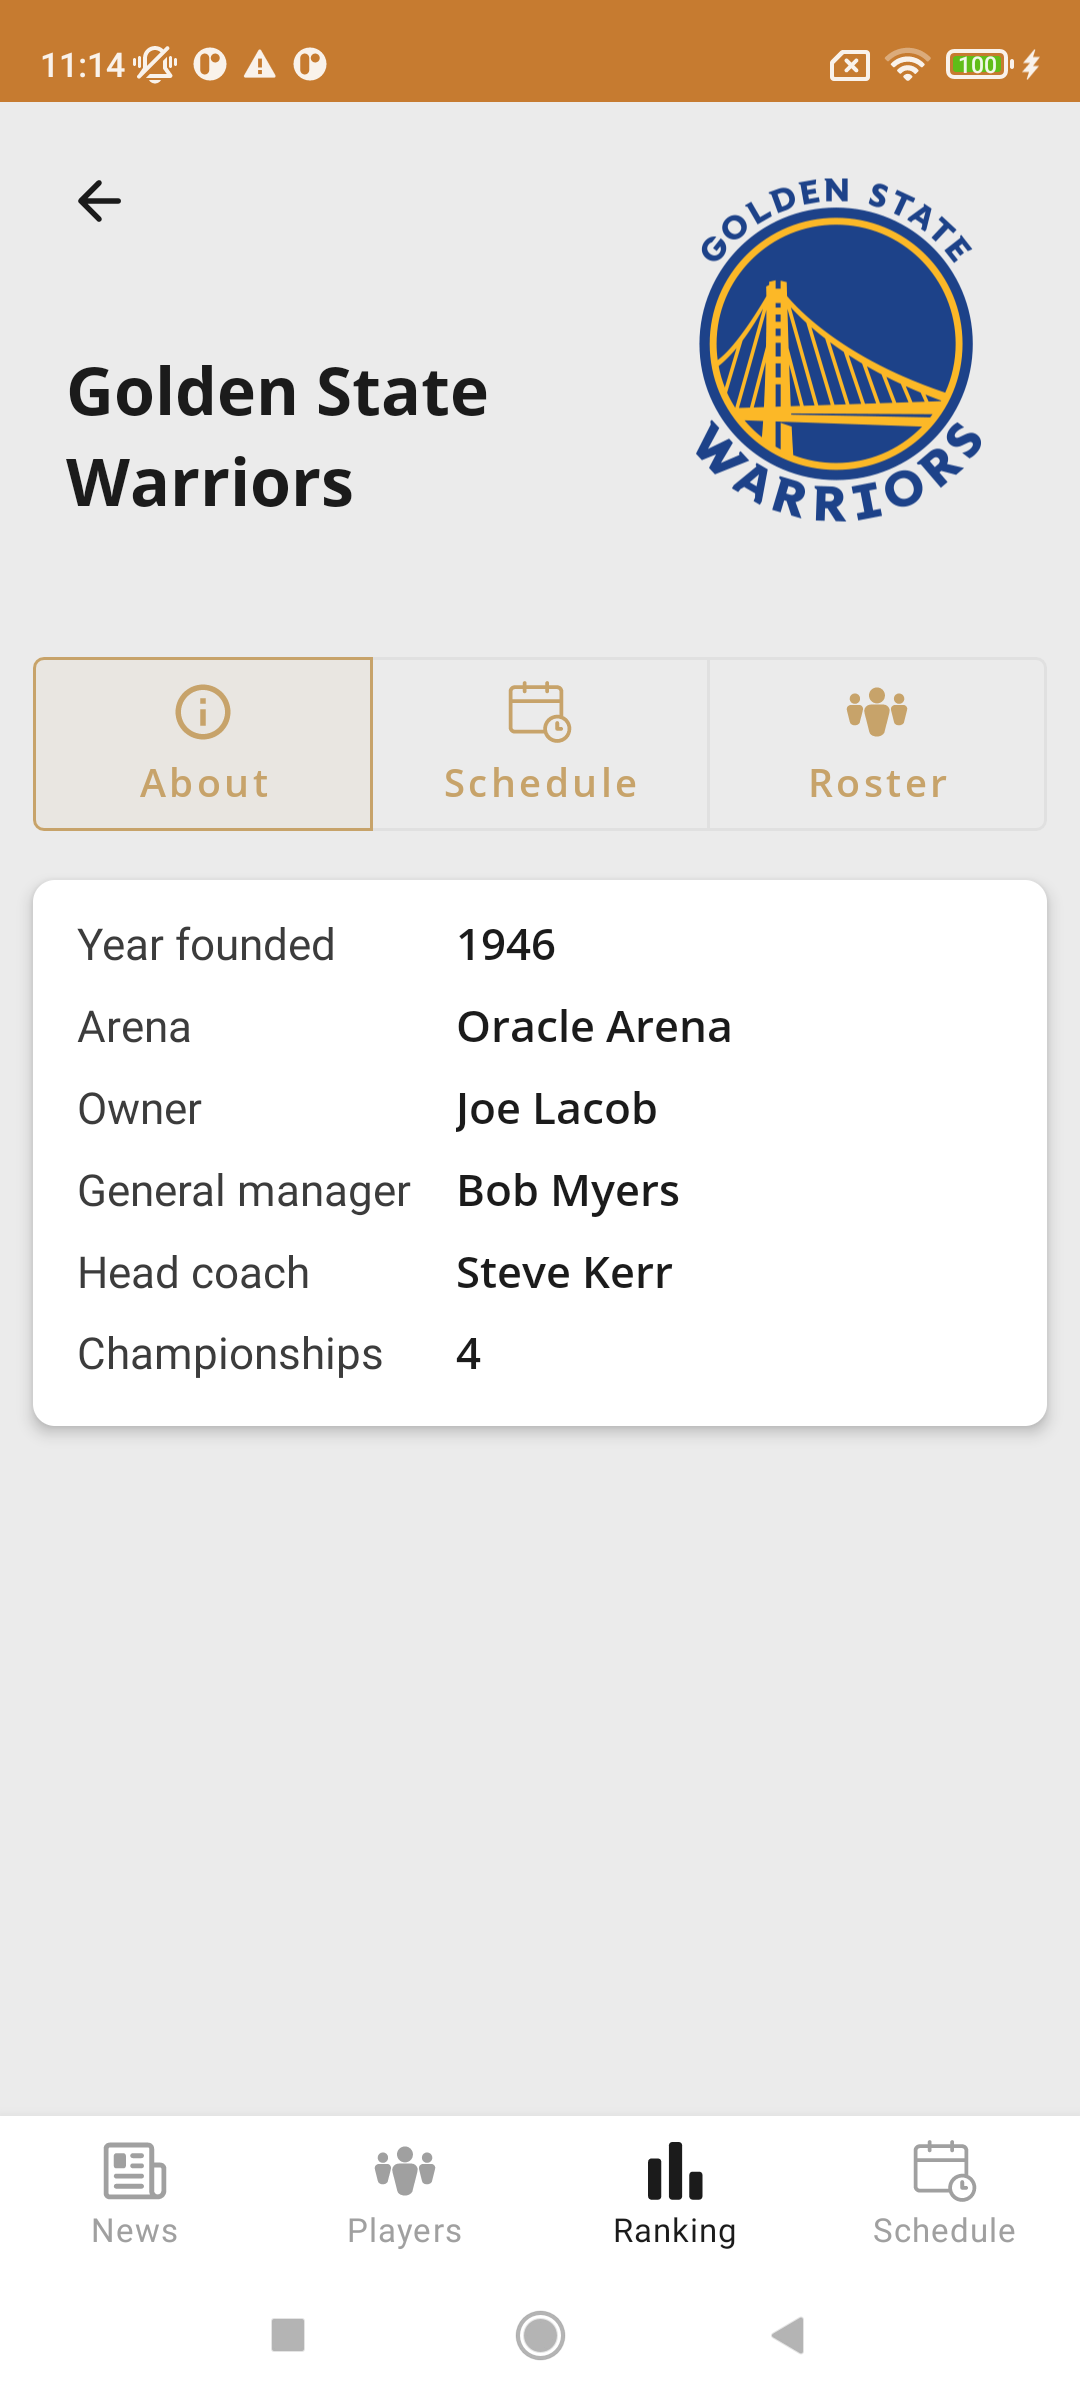 11:14
100
GOLDEN STATE
WARRIORS
Golden State
Warriors
About
Schedule
Roster
Year founded 1946
Arena Oracle Arena
Owner Joe Lacob
General manager Bob Myers
Head coach Steve Kerr
Championships 4
News
Players
Ranking
Schedule